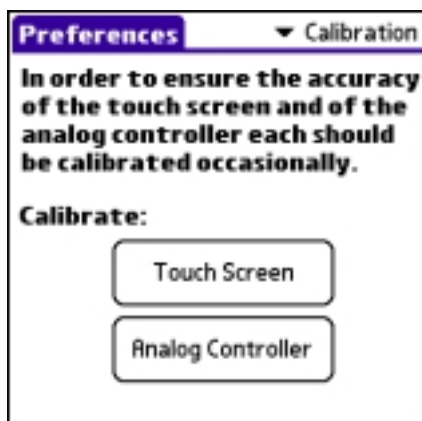 Preferences Calibration
In order to ensure the accuracy
of the touch screen and of the
analog controller each should
be calibrated occasionally.
Calibrate:
Touch Screen
Analog Controller